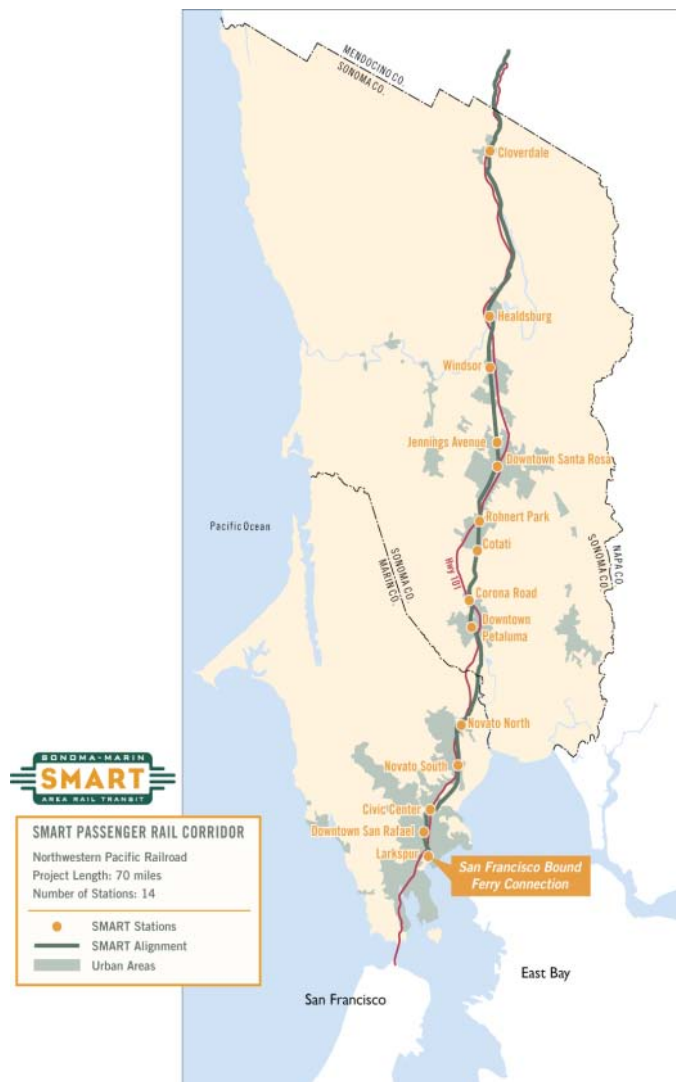 MENDOCINO CO.
SONOMA CO.
Cloverdale
Healdsburg
Windsor
Jennings Avenue
Downtown Santa Rosa
Rohnert Park
Pacific Ocean
Cotati
SONOMA CO.
MARIN CO.
Hwy 101
NAPA CO.
SONOMA CO.
Corona Road
Downtown
Petaluma
Novato North
Novato South
Civic Center
Downtown San Rafael
Larkspur
San Francisco Bound
Ferry Connection
East Bay
San Francisco
SONOMA-MARIN
SMART
AREA RAIL TRANSIT
SMART PASSENGER RAIL CORRIDOR
Northwestern Pacific Railroad
Project Length: 70 miles
Number of Stations: 14
SMART Stations
SMART Alignment
Urban Areas